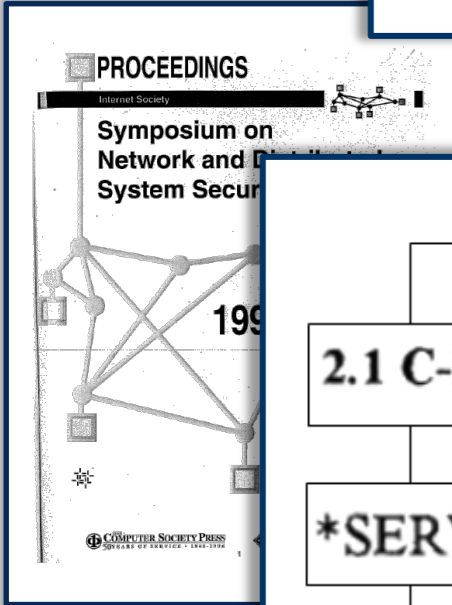 PROCEEDINGS
Internet Society
Symposium on
Network and
System Secur
199
2.1 C-
*SERV
IEEE
COMPUTER SOCIETY PRESS
50 YEARS OF SERVICE • 1946-1996